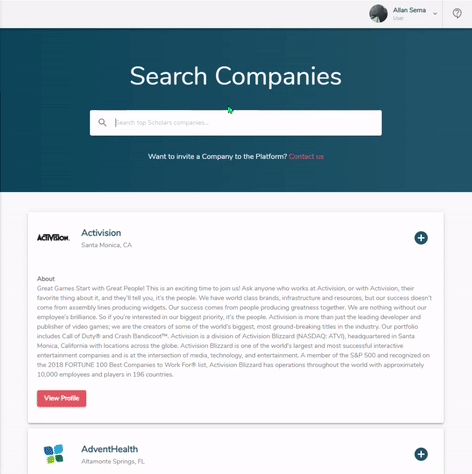 Allan Serna
User
Search Companies
Search top Scholars companies...
Want to invite a Company to the Platform? Contact us
ACTIVISION
Activision
Santa Monica, CA
About
Great Games Start with Great People! This is an exciting time to join us! Ask anyone who works at Activision, or with Activision, their
favorite thing about it, and they'll tell you, it's the people. We have world class brands, infrastructure and resources, but our success doesn't
come from assembly lines producing widgets. Our success comes from people producing greatness together. We are nothing without our
employee's brilliance. So if you're interested in our biggest priority, it's the people. Activision is more than just the leading developer and
publisher of video games; we are the creators of some of the world's biggest, most ground-breaking titles in the industry. Our portfolio
includes Call of Duty® and Crash Bandicoot™. Activision is a division of Activision Blizzard (NASDAQ: ATVI), headquartered in Santa
Monica, California with locations across the globe. Activision Blizzard is one of the world's largest and most successful interactive
entertainment companies and is at the intersection of media, technology, and entertainment. A member of the S&P 500 and recognized on
the 2018 FORTUNE 100 Best Companies to Work For® list, Activision Blizzard has operations throughout the world with approximately
10,000 employees and players in 196 countries.
View Profile
AdventHealth
Altamonte Springs, FL